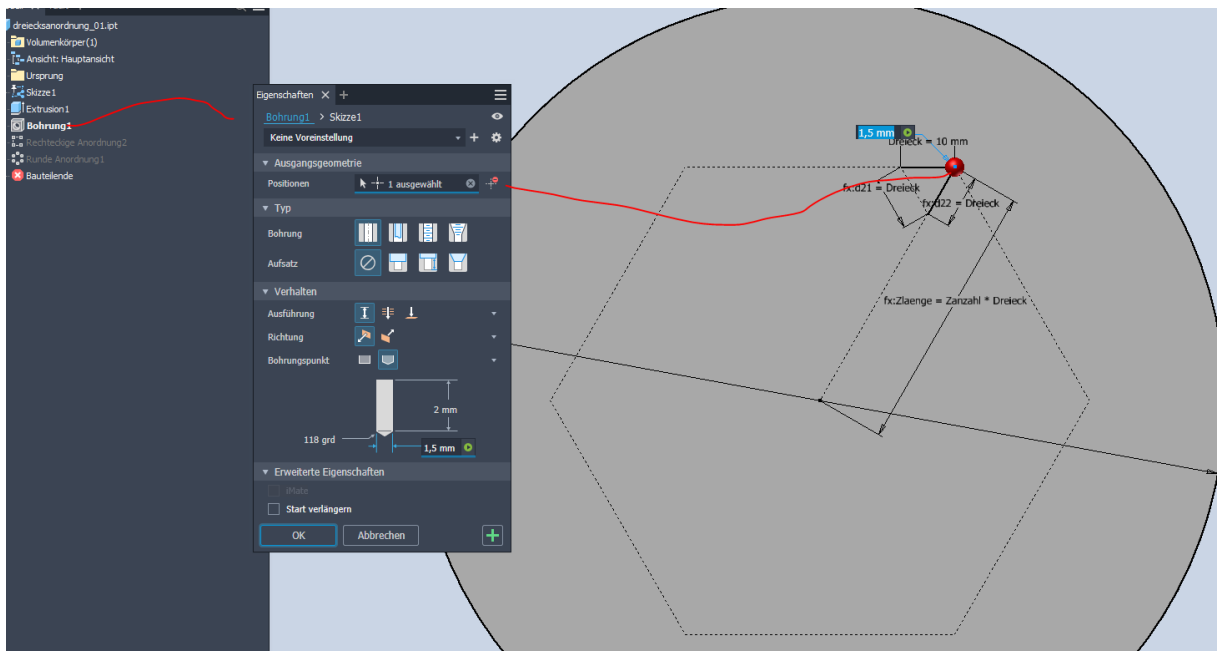 dreiecksanordnung_01.ipt
Volumenkörper(1)
Ansicht: Hauptansicht
Ursprung
Skizze1
Extrusion1
Bohrung1
Rechteckige Anordnung2
Runde Anordnung1
Bauteilende
Eigenschaften
Bohrung1 > Skizze1
Keine Voreinstellung
Ausgangsgeometrie
Positionen 1 ausgewählt
Typ
Bohrung
Aufsatz
Verhalten
Ausführung
Richtung
Bohrungspunkt
2 mm
118 grd
1,5 mm
Erweiterte Eigenschaften
iMate
Start verlängern
OK Abbrechen
1,5 mm
Dreieck = 10 mm
fx:d21 = Dreieck
fx:d22 = Dreieck
fx:Zlaenge = Zanzahl * Dreieck